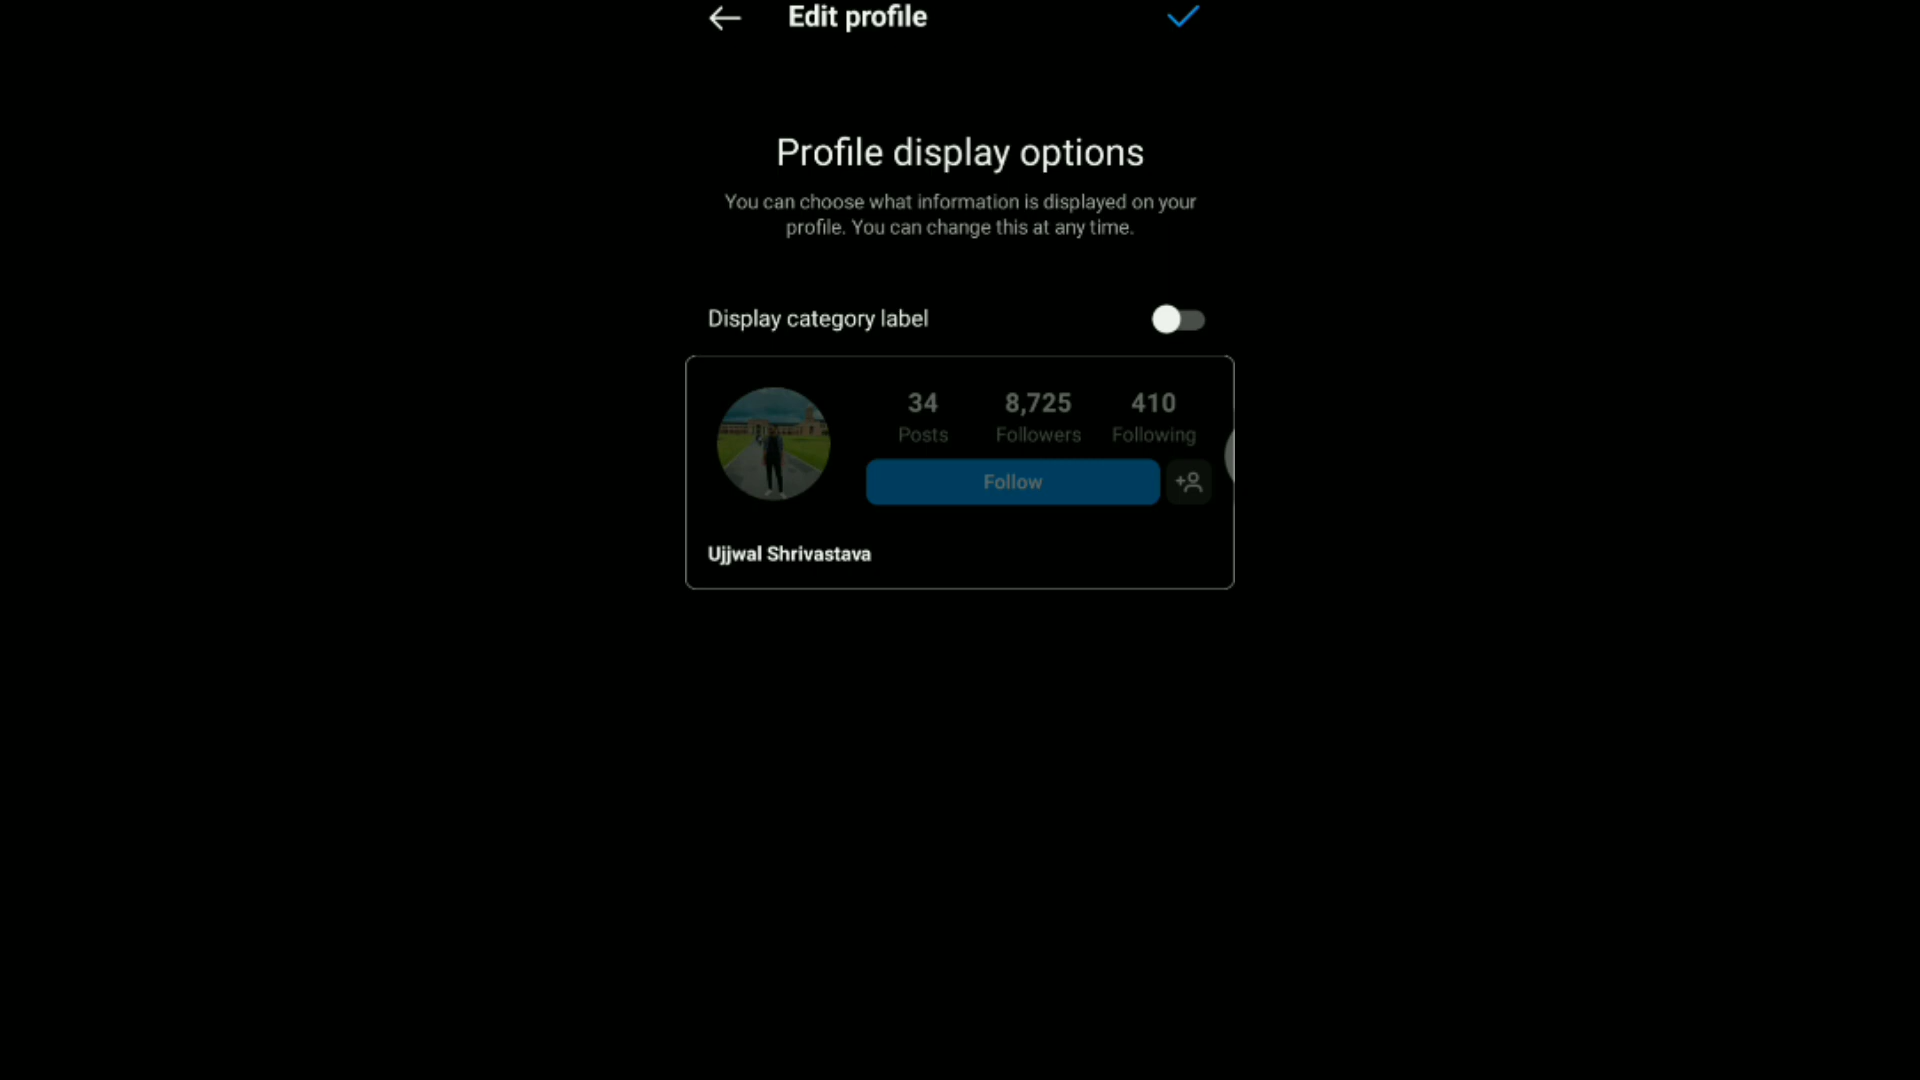 Edit profile
Profile display options
You can choose what information is displayed on your
profile. You can change this at any time.
Display category label
34 8,725 410
Posts Followers Following
Follow
Ujjwal Shrivastava